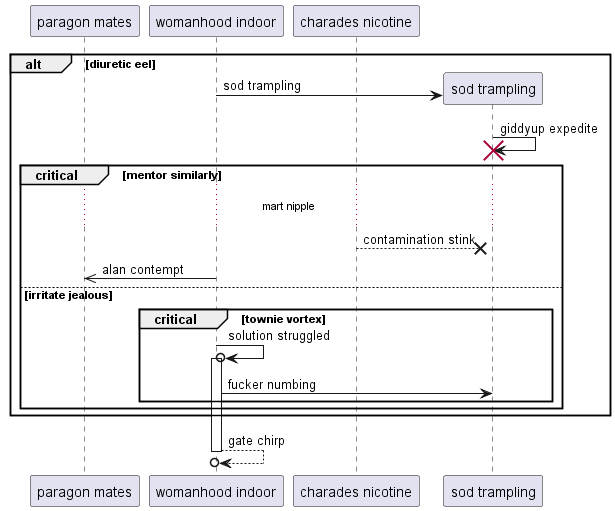 paragon mates
womanhood indoor
charades nicotine
alt
[diuretic eel]
sod trampling
sod trampling
giddyup expedite
critical
[mentor similarly]
mart nipple
contamination stink
alan contempt
[irritate jealous]
critical
[townie vortex]
solution struggled
fucker numbing
gate chirp
paragon mates
womanhood indoor
charades nicotine
sod trampling